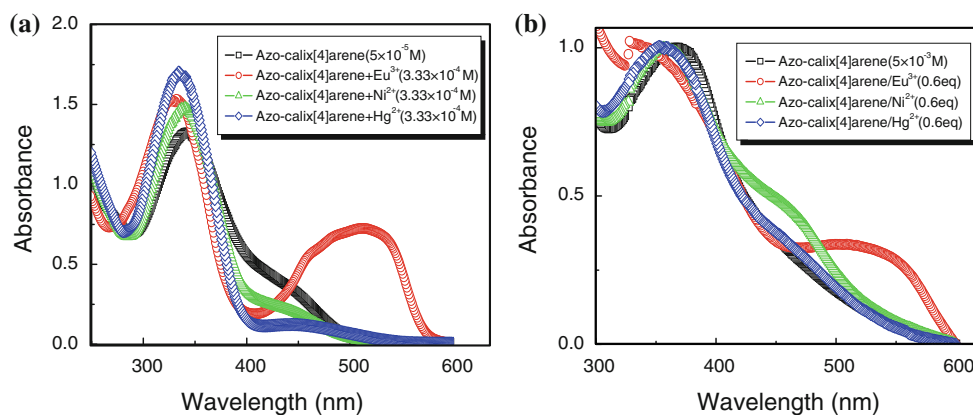 (a)
2.0
1.5
1.0
0.5
0.0
Absorbance
Azo-calix[4]arene(5×10⁻⁵M)
Azo-calix[4]arene+Eu³⁺(3.33×10⁻⁴M)
Azo-calix[4]arene+Ni²⁺(3.33×10⁻⁴M)
Azo-calix[4]arene+Hg²⁺(3.33×10⁻⁴M)
300 400 500 600
Wavelength (nm)
(b)
1.0
0.5
0.0
Absorbance
Azo-calix[4]arene(5×10⁻³M)
Azo-calix[4]arene/Eu³⁺(0.6eq)
Azo-calix[4]arene/Ni²⁺(0.6eq)
Azo-calix[4]arene/Hg²⁺(0.6eq)
300 400 500 600
Wavelength (nm)